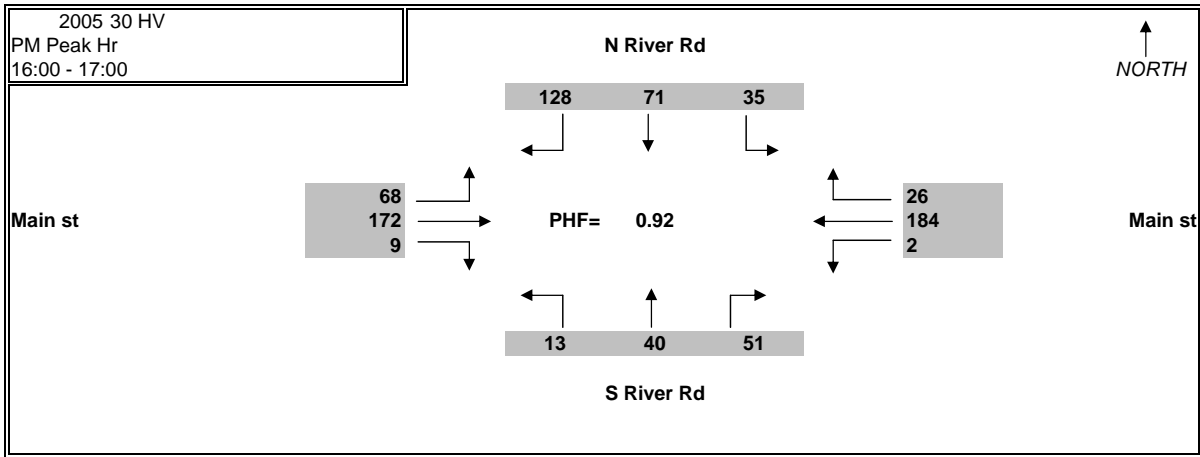 2005 30 HV
PM Peak Hr
16:00 - 17:00
N River Rd
NORTH
128 71 35
68 26
Main st 172 PHF= 0.92 184 Main st
9 2
13 40 51
S River Rd